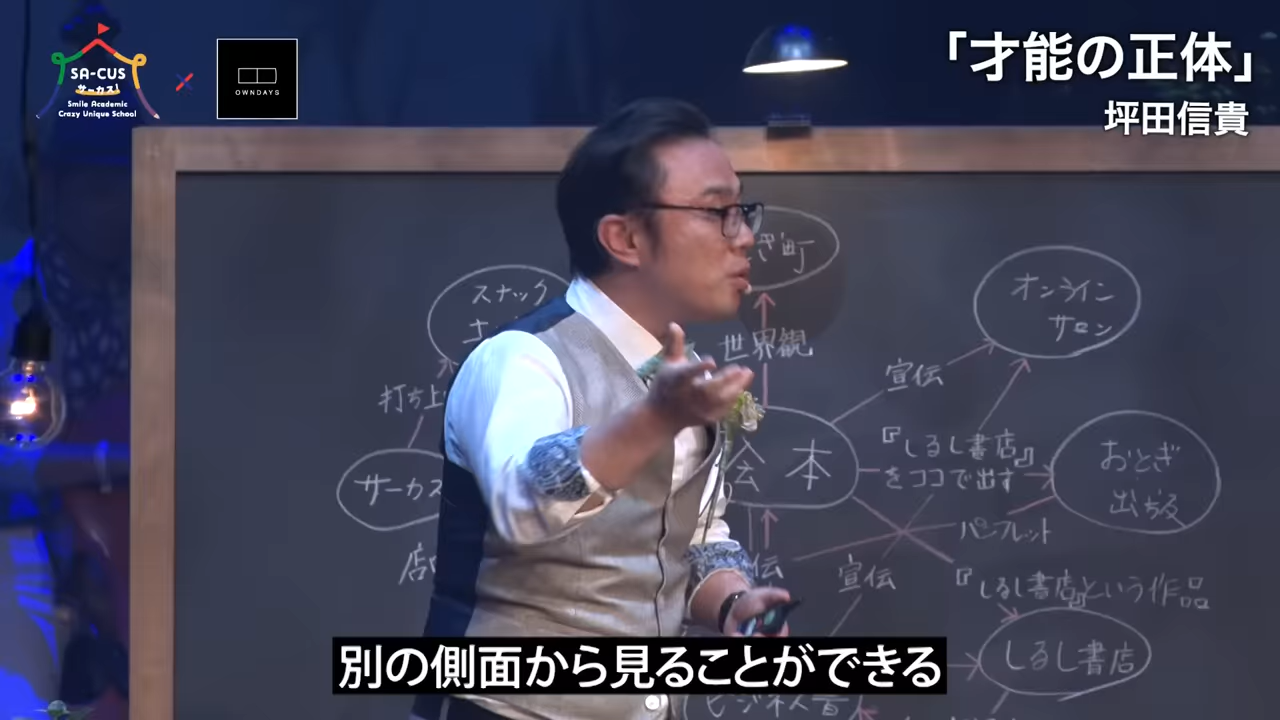 SA-CUS
サーカス!
Smile Academic
Crazy Unique School
OWNDAYS
「才能の正体」
坪田信貴
ぎ町
スナック
オンライン
サロン
世界観
宣伝
打ち上
『しるし書店』
をココで出す
絵本
おとぎ
出版
サーカス
パンフレット
伝
宣伝
『しるし書店』という作品
しるし書店
別の側面から見ることができる